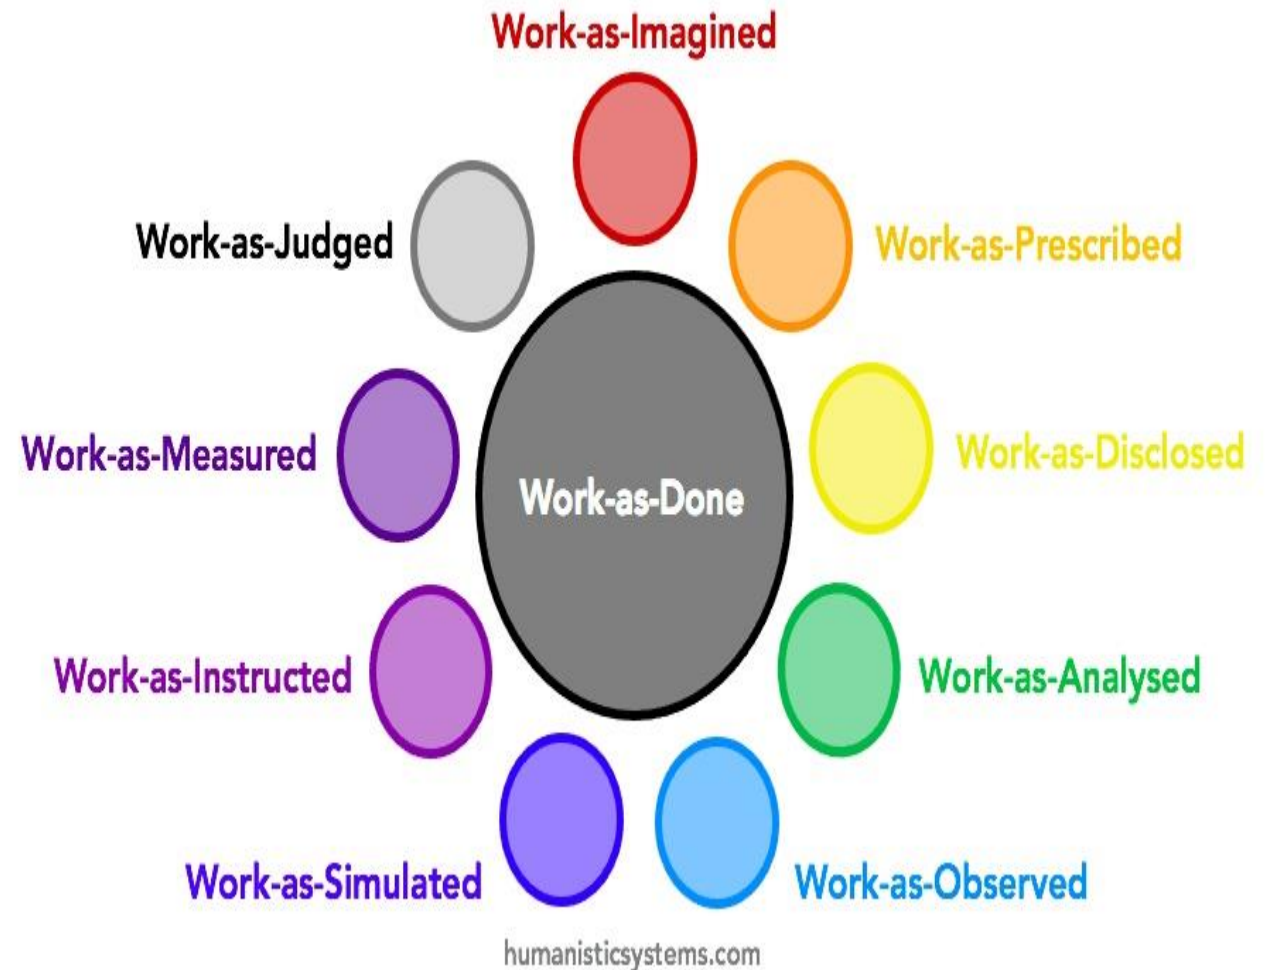 Work-as-Imagined
Work-as-Judged
Work-as-Prescribed
Work-as-Measured
Work-as-Disclosed
Work-as-Done
Work-as-Instructed
Work-as-Analysed
Work-as-Simulated
Work-as-Observed
humanisticsystems.com